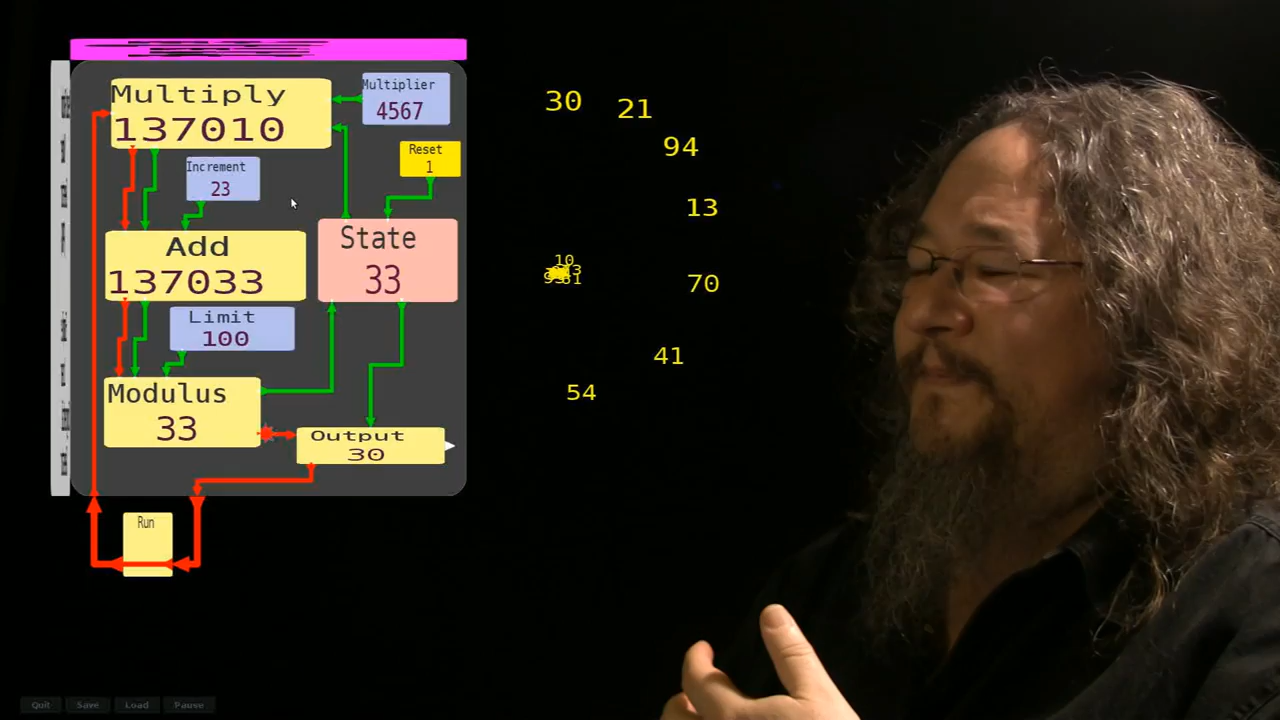 Multiply
137010
Multiplier
4567
Reset
1
Increment
23
Add
137033
State
33
Limit
100
Modulus
33
Output
30
Run
30
21
94
13
70
41
54
10
Quit
Save
Load
Pause